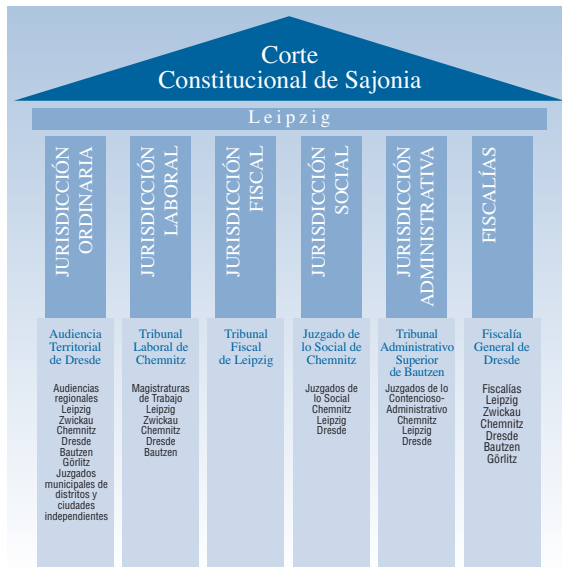 Corte
Constitucional de Sajonia
Leipzig
JURISDICCIÓN
ORDINARIA
JURISDICCIÓN
LABORAL
JURISDICCIÓN
FISCAL
JURISDICCIÓN
SOCIAL
JURISDICCIÓN
ADMINISTRATIVA
FISCALÍAS
Audiencia
Territorial
de Dresde
Audiencias
regionales
Leipzig
Zwickau
Chemnitz
Dresde
Bautzen
Görlitz
Juzgados
municipales de
distritos y
ciudades
independientes
Tribunal
Laboral de
Chemnitz
Magistraturas
de Trabajo
Leipzig
Zwickau
Chemnitz
Dresde
Bautzen
Tribunal
Fiscal
de Leipzig
Juzgado de
lo Social de
Chemnitz
Juzgados de
lo Social
Chemnitz
Leipzig
Dresde
Tribunal
Administrativo
Superior
de Bautzen
Juzgados de lo
Contencioso-
Administrativo
Chemnitz
Leipzig
Dresde
Fiscalía
General de
Dresde
Fiscalías
Leipzig
Zwickau
Chemnitz
Dresde
Bautzen
Görlitz